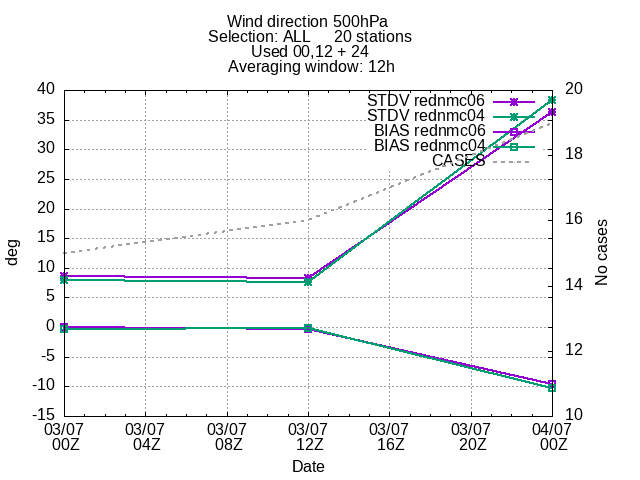 Wind direction 500hPa
Selection: ALL 20 stations
Used 00,12 + 24
Averaging window: 12h
40
35
30
25
20
15
10
5
0
-5
-10
-15
deg
20
18
16
14
12
10
No cases
STDV rednmc06
STDV rednmc04
BIAS rednmc06
BIAS rednmc04
CASES
03/07 03/07 03/07 03/07 03/07 03/07 04/07
00Z 04Z 08Z 12Z 16Z 20Z 00Z
Date